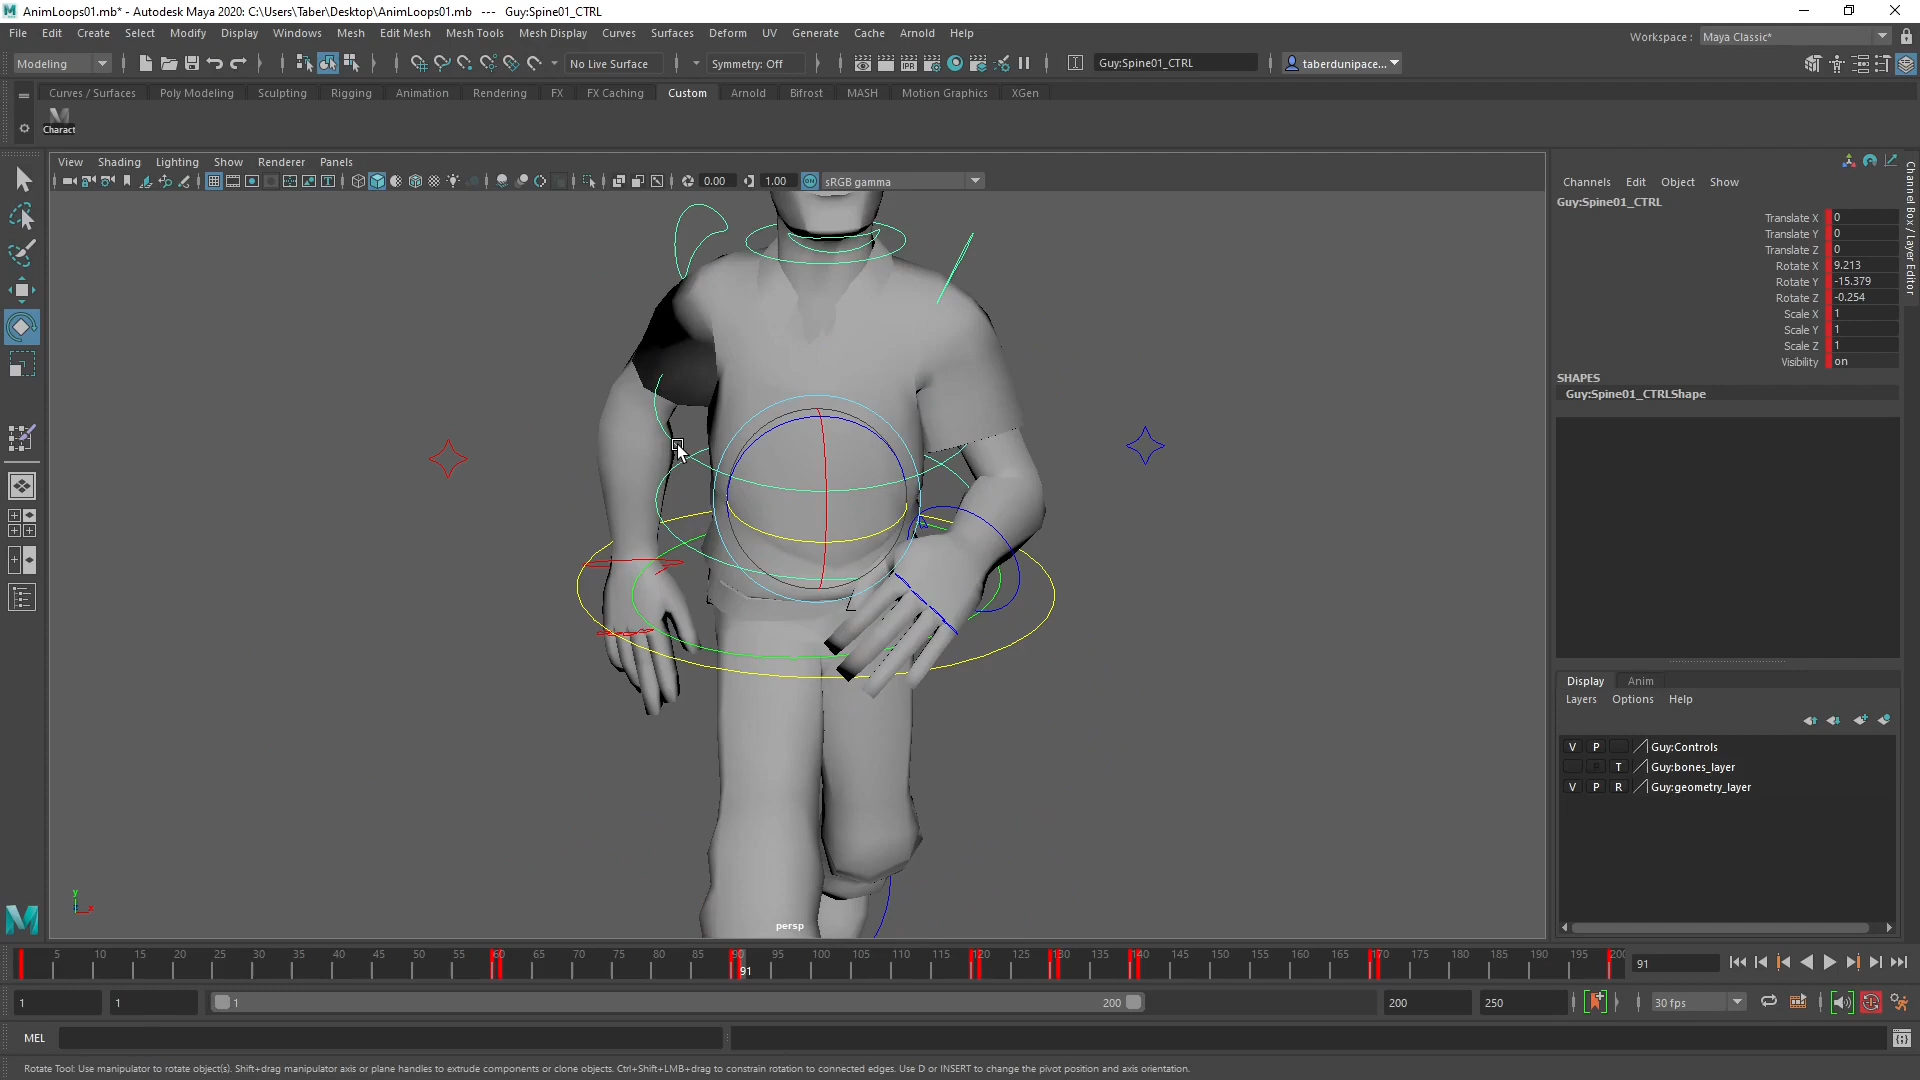 AnimLoops01.mb* - Autodesk Maya 2020: C:\Users\Taber\Desktop\AnimLoops01.mb --- Guy:Spine01_CTRL
File Edit Create Select Modify Display Windows Mesh Edit Mesh Mesh Tools Mesh Display Curves Surfaces Deform UV Generate Cache Arnold Help
Workspace : Maya Classic*
Modeling No Live Surface Symmetry: Off Guy:Spine01_CTRL taberdunipace...
Curves / Surfaces Poly Modeling Sculpting Rigging Animation Rendering FX FX Caching Custom Arnold Bifrost MASH Motion Graphics XGen
Charact
View Shading Lighting Show Renderer Panels
0.00 1.00 sRGB gamma
Channels Edit Object Show
Guy:Spine01_CTRL
Translate X 0
Translate Y 0
Translate Z 0
Rotate X 9.213
Rotate Y -15.379
Rotate Z -0.254
Scale X 1
Scale Y 1
Scale Z 1
Visibility on
SHAPES
Guy:Spine01_CTRLShape
Channel Box / Layer Editor
Display Anim
Layers Options Help
V P Guy:Controls
P T Guy:bones_layer
V P R Guy:geometry_layer
y
x
persp
5 10 15 20 25 30 35 40 45 50 55 60 65 70 75 80 85 90 95 100 105 110 115 120 125 130 135 140 145 150 155 160 165 170 175 180 185 190 195 200
91
91
1 1 1 200 200 250 30 fps
MEL
Rotate Tool: Use manipulator to rotate object(s). Shift+drag manipulator axis or plane handles to extrude components or clone objects. Ctrl+Shift+LMB+drag to constrain rotation to connected edges. Use D or INSERT to change the pivot position and axis orientation.